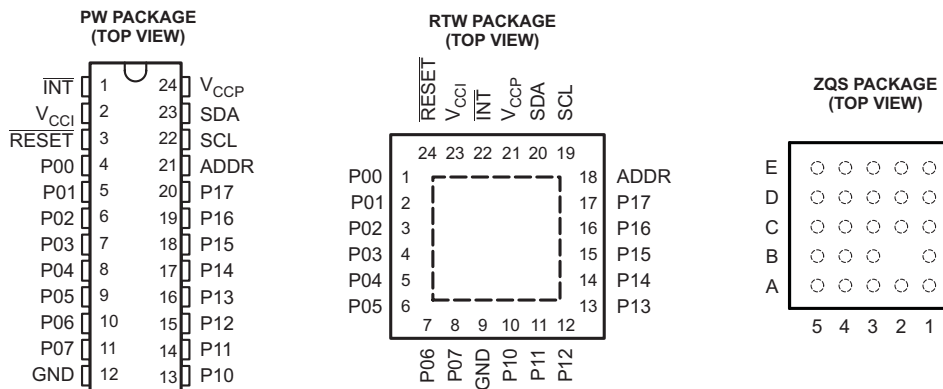 PW PACKAGE
(TOP VIEW)
INT 1 24 VCCP
VCCI 2 23 SDA
RESET 3 22 SCL
P00 4 21 ADDR
P01 5 20 P17
P02 6 19 P16
P03 7 18 P15
P04 8 17 P14
P05 9 16 P13
P06 10 15 P12
P07 11 14 P11
GND 12 13 P10
RTW PACKAGE
(TOP VIEW)
RESET VCCI INT VCCP SDA SCL
24 23 22 21 20 19
P00 1 18 ADDR
P01 2 17 P17
P02 3 16 P16
P03 4 15 P15
P04 5 14 P14
P05 6 13 P13
7 8 9 10 11 12
P06 P07 GND P10 P11 P12
ZQS PACKAGE
(TOP VIEW)
E
D
C
B
A
5 4 3 2 1